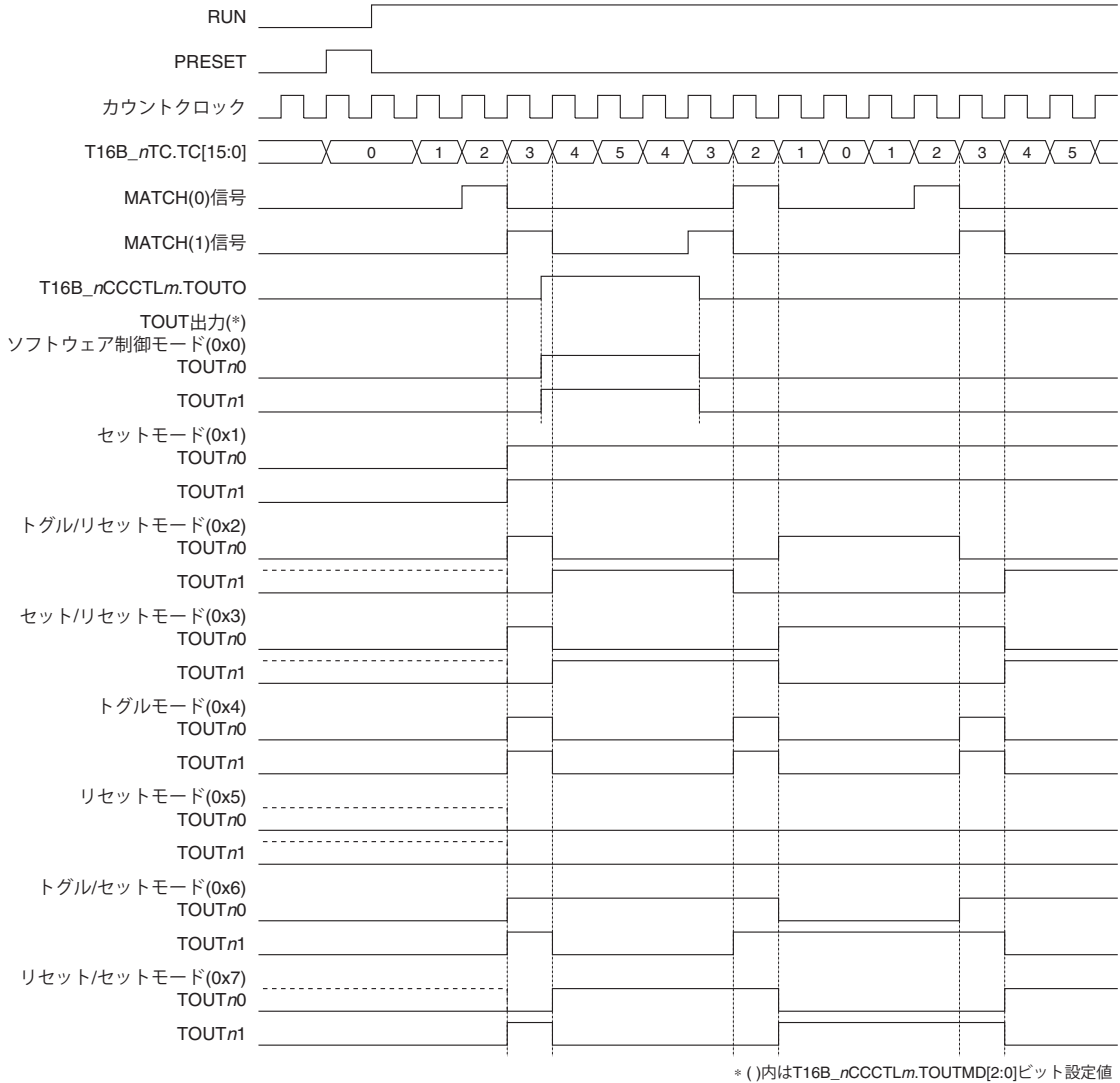 RUN
PRESET
カウントクロック
T16B_nTC.TC[15:0] 0 1 2 3 4 5 4 3 2 1 0 1 2 3 4 5
MATCH(0)信号
MATCH(1)信号
T16B_nCCCTLm.TOUTO
TOUT出力(*)
ソフトウェア制御モード(0x0)
TOUTn0
TOUTn1
セットモード(0x1)
TOUTn0
TOUTn1
トグル/リセットモード(0x2)
TOUTn0
TOUTn1
セット/リセットモード(0x3)
TOUTn0
TOUTn1
トグルモード(0x4)
TOUTn0
TOUTn1
リセットモード(0x5)
TOUTn0
TOUTn1
トグル/セットモード(0x6)
TOUTn0
TOUTn1
リセット/セットモード(0x7)
TOUTn0
TOUTn1
* ( )内はT16B_nCCCTLm.TOUTMD[2:0]ビット設定値